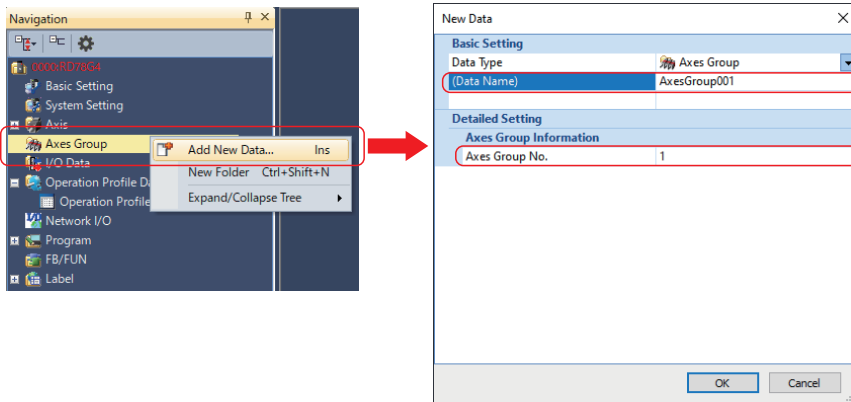 Navigation
0000:RD78G4
Basic Setting
System Setting
Axis
Axes Group
I/O Data
Operation Profile Da
Operation Profile
Network I/O
Program
FB/FUN
Label
Add New Data... Ins
New Folder Ctrl+Shift+N
Expand/Collapse Tree
New Data
Basic Setting
Data Type Axes Group
(Data Name) AxesGroup001
Detailed Setting
Axes Group Information
Axes Group No. 1
OK Cancel